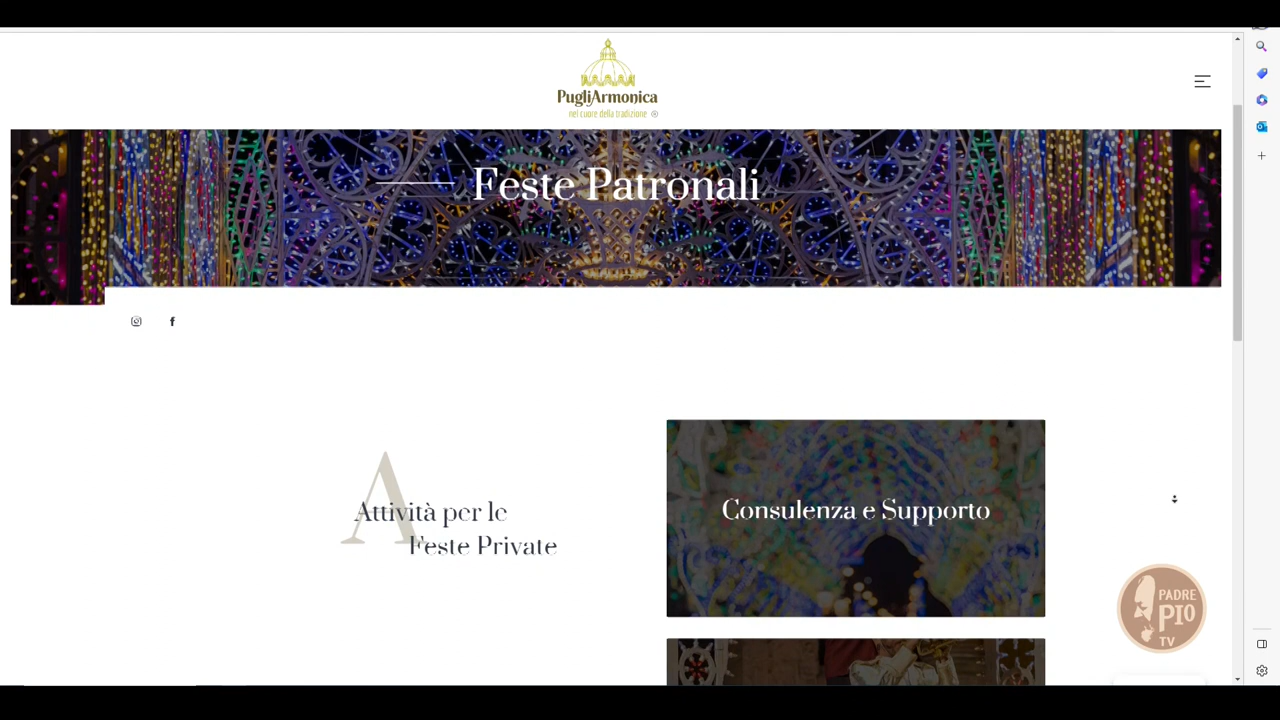 PugliArmonica
nel cuore della tradizione ®
Feste Patronali
A
Attività per le
Feste Private
Consulenza e Supporto
PADRE
PIO
TV